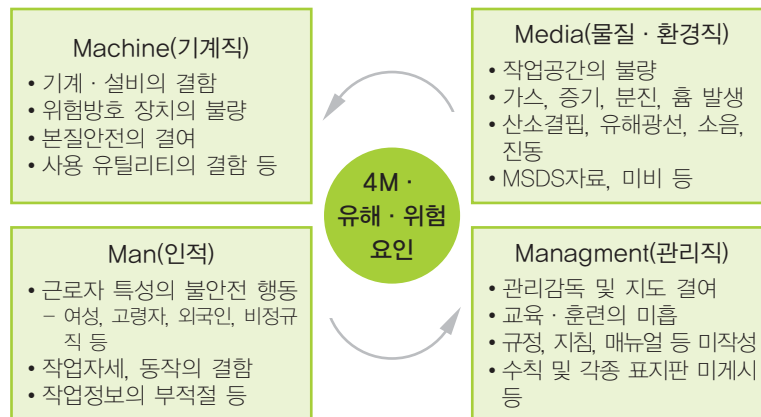 Machine(기계직)
• 기계 · 설비의 결함
• 위험방호 장치의 불량
• 본질안전의 결여
• 사용 유틸리티의 결함 등
Media(물질 · 환경직)
• 작업공간의 불량
• 가스, 증기, 분진, 흄 발생
• 산소결핍, 유해광선, 소음,
진동
• MSDS자료, 미비 등
4M ·
유해 · 위험
요인
Man(인적)
• 근로자 특성의 불안전 행동
– 여성, 고령자, 외국인, 비정규
직 등
• 작업자세, 동작의 결함
• 작업정보의 부적절 등
Managment(관리직)
• 관리감독 및 지도 결여
• 교육 · 훈련의 미흡
• 규정, 지침, 매뉴얼 등 미작성
• 수칙 및 각종 표지판 미게시
등